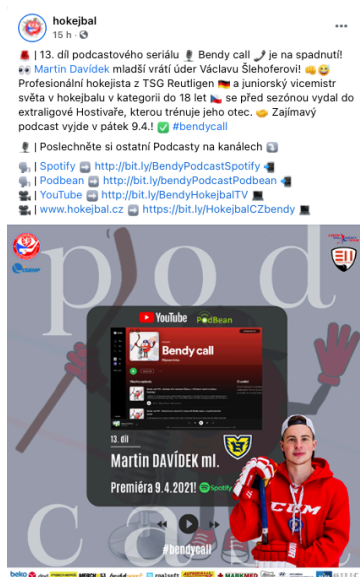 hokejbal
15 h ·
| 13. díl podcastového seriálu Bendy call je na spadnutí!
Martin Davídek mladší vrátí úder Václavu Šlehoferovi!
Profesionální hokejista z TSG Reutligen a juniorský vicemistr
světa v hokejbalu v kategorii do 18 let se před sezónou vydal do
extraligové Hostivaře, kterou trénuje jeho otec. Zajímavý
podcast vyjde v pátek 9.4.! #bendycall
| Poslechněte si ostatní Podcasty na kanálech
| Spotify http://bit.ly/BendyPodcastSpotify
| Podbean http://bit.ly/bendyPodcastPodbean
| YouTube http://bit.ly/BendyHokejbalTV
| www.hokejbal.cz https://bit.ly/HokejbalCZbendy
pod
YouTube PodBean
Bendy call
13. díl
Martin DAVÍDEK ml.
Premiéra 9.4.2021! Spotify
CCM
call
#bendycall
beko